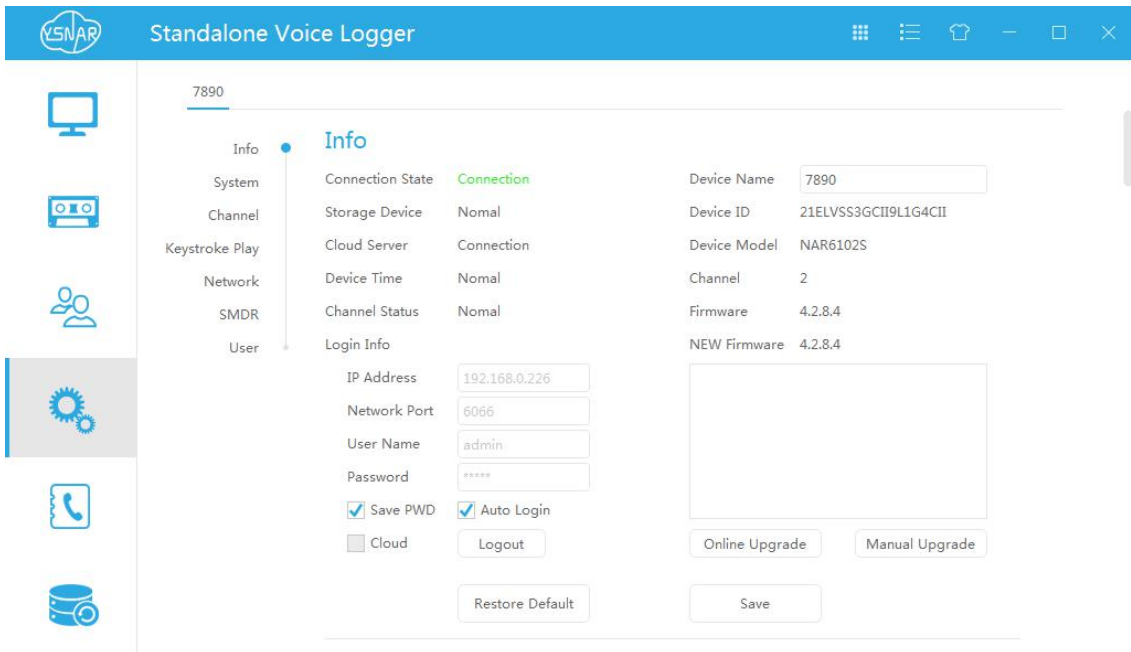 YSNAR
Standalone Voice Logger
7890
Info
System
Channel
Keystroke Play
Network
SMDR
User
Info
Connection State Connection
Storage Device Nomal
Cloud Server Connection
Device Time Nomal
Channel Status Nomal
Login Info
IP Address 192.168.0.226
Network Port 6066
User Name admin
Password *****
Save PWD Auto Login
Cloud Logout
Restore Default
Device Name 7890
Device ID 21ELVSS3GCII9L1G4CII
Device Model NAR6102S
Channel 2
Firmware 4.2.8.4
NEW Firmware 4.2.8.4
Online Upgrade Manual Upgrade
Save